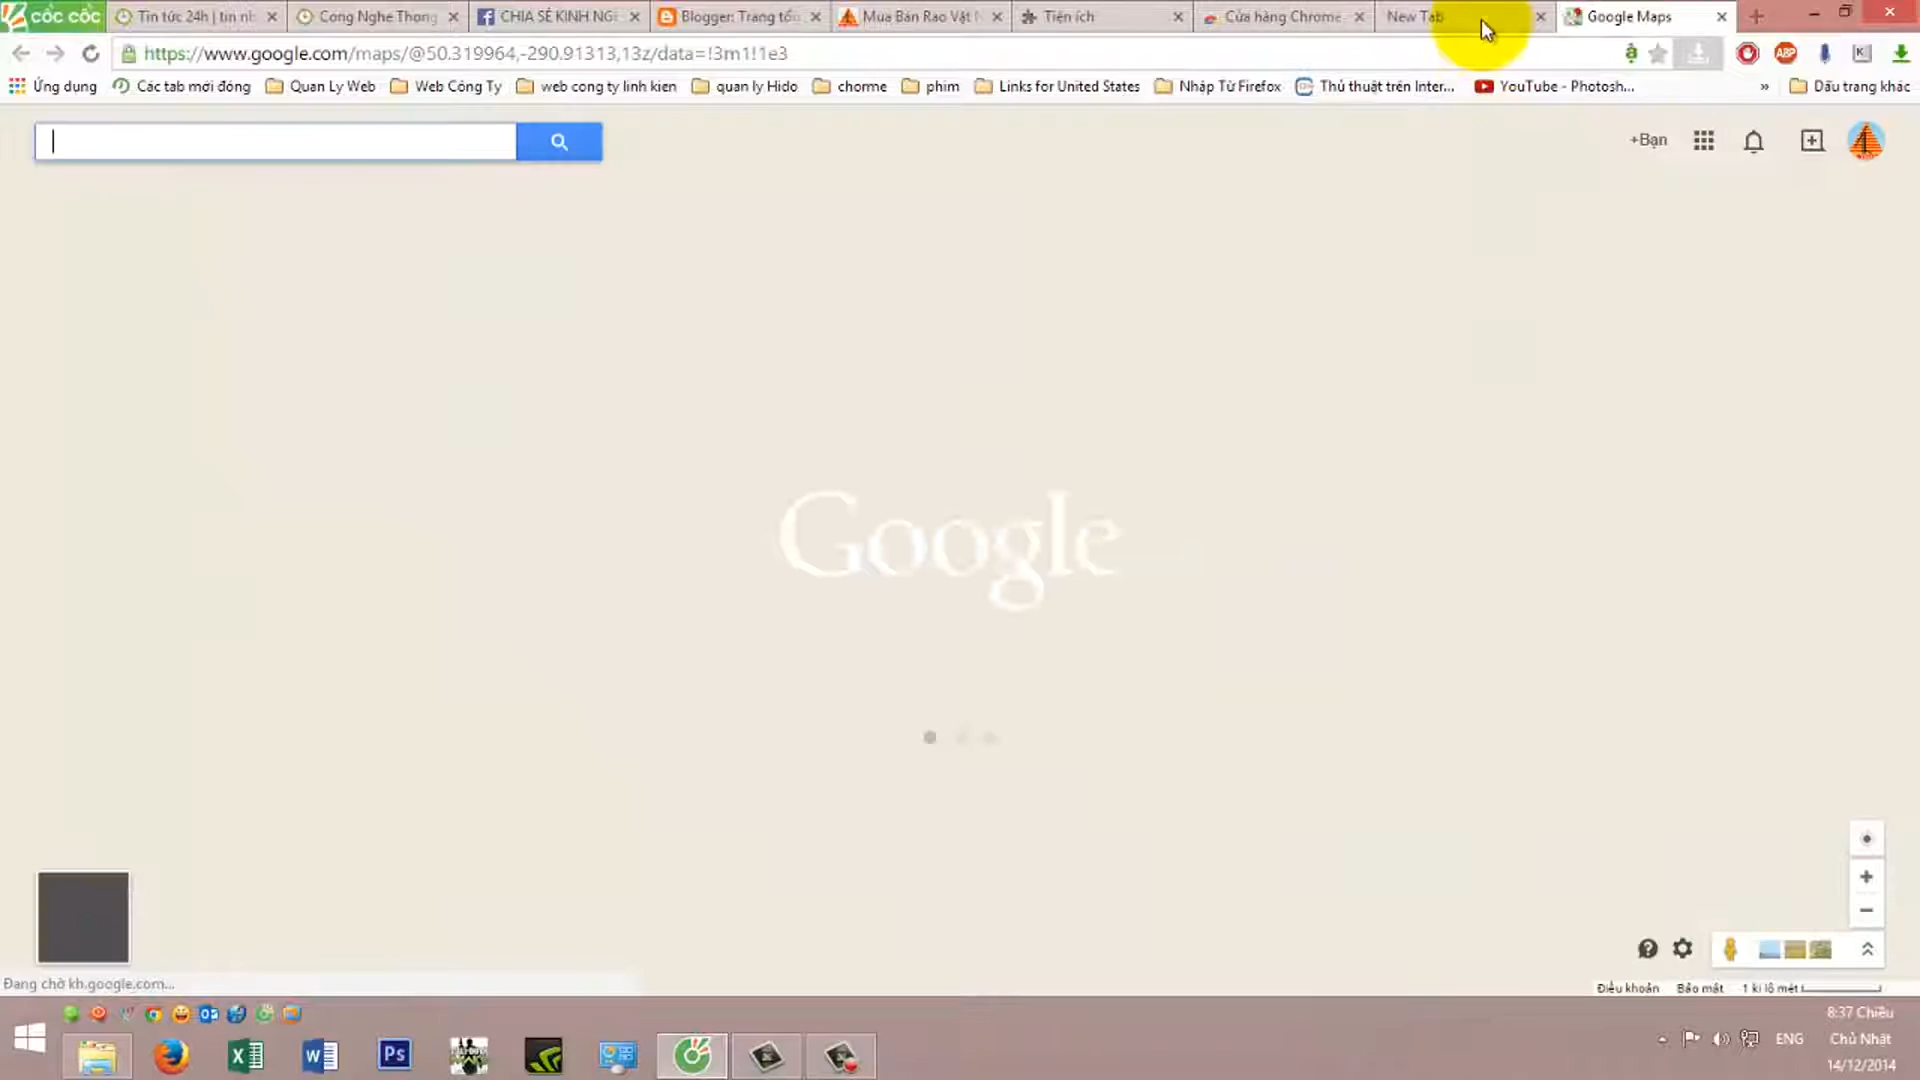 cốc cốc
Tin tức 24h | tin nh
Cong Nghe Thong
CHIA SẺ KINH NGH
Blogger: Trang tổn
Mua Bán Rao Vặt
Tiện ích
Cửa hàng Chrome
New Tab
Google Maps
https://www.google.com/maps/@50.319964,-290.91313,13z/data=!3m1!1e3
ABP
Ứng dụng
Các tab mới đóng
Quan Ly Web
Web Công Ty
web cong ty linh kien
quan ly Hido
chorme
phim
Links for United States
Nhập Từ Firefox
Thủ thuật trên Inter...
YouTube - Photosh...
»
Dấu trang khác
+Bạn
Google
Đang chờ kh.google.com...
Điều khoản
Bảo mật
1 ki lô mét
8:37 Chiều
ENG
Chủ Nhật
14/12/2014